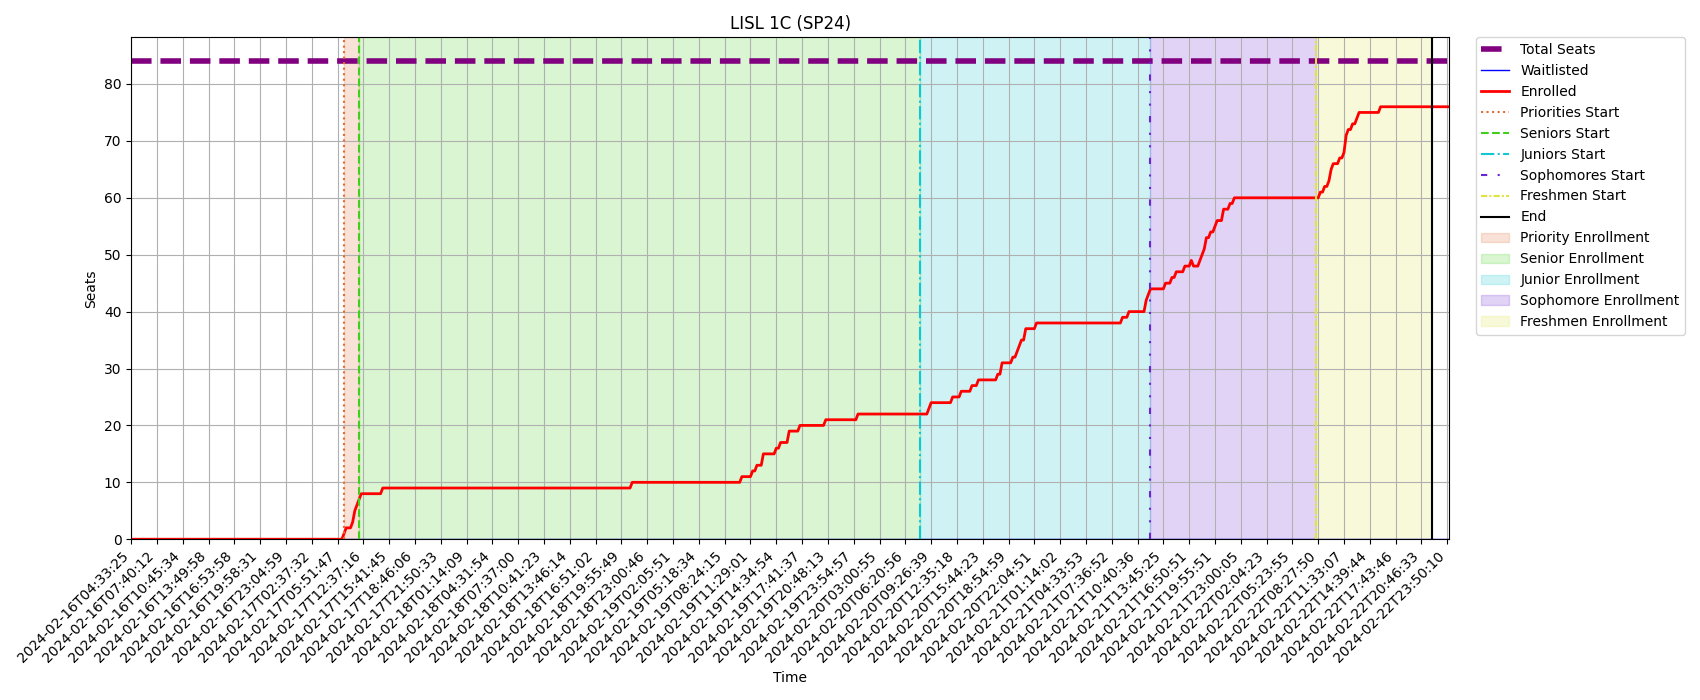 LISL 1C (SP24)
Total Seats
Waitlisted
Enrolled
Priorities Start
Seniors Start
Juniors Start
Sophomores Start
Freshmen Start
End
Priority Enrollment
Senior Enrollment
Junior Enrollment
Sophomore Enrollment
Freshmen Enrollment
Seats
80
70
60
50
40
30
20
10
0
2024-02-16T04:33:25
2024-02-16T07:40:12
2024-02-16T10:45:34
2024-02-16T13:49:58
2024-02-16T16:53:58
2024-02-16T19:58:31
2024-02-16T23:04:59
2024-02-17T02:37:32
2024-02-17T05:51:47
2024-02-17T12:37:16
2024-02-17T15:41:45
2024-02-17T18:46:06
2024-02-17T21:50:33
2024-02-18T01:14:09
2024-02-18T04:31:54
2024-02-18T07:37:00
2024-02-18T10:41:23
2024-02-18T13:46:14
2024-02-18T16:51:02
2024-02-18T19:55:49
2024-02-18T23:00:46
2024-02-19T02:05:51
2024-02-19T05:18:34
2024-02-19T08:24:15
2024-02-19T11:29:01
2024-02-19T14:34:54
2024-02-19T17:41:37
2024-02-19T20:48:13
2024-02-19T23:54:57
2024-02-20T03:00:55
2024-02-20T06:20:56
2024-02-20T09:26:39
2024-02-20T12:35:18
2024-02-20T15:44:23
2024-02-20T18:54:59
2024-02-20T22:04:51
2024-02-21T01:14:02
2024-02-21T04:35:53
2024-02-21T07:36:52
2024-02-21T10:40:36
2024-02-21T13:45:25
2024-02-21T16:50:51
2024-02-21T19:55:51
2024-02-21T23:00:05
2024-02-22T02:04:23
2024-02-22T05:23:55
2024-02-22T08:27:50
2024-02-22T11:33:07
2024-02-22T14:39:44
2024-02-22T17:43:46
2024-02-22T20:46:33
2024-02-22T23:50:10
Time